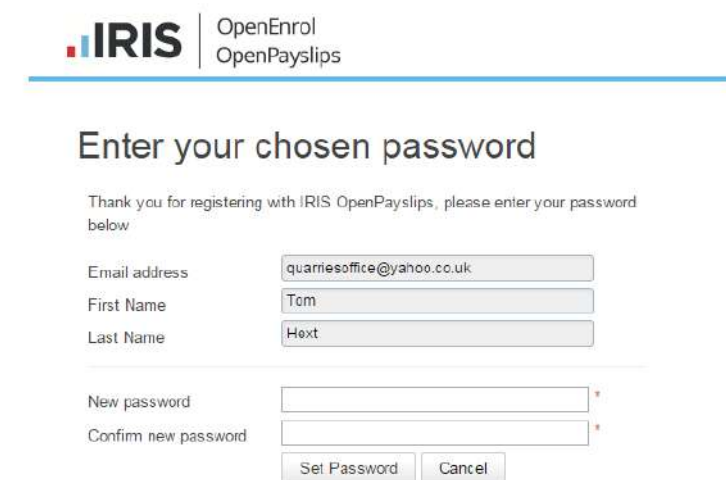 IRIS
OpenEnrol
OpenPayslips
Enter your chosen password
Thank you for registering with IRIS OpenPayslips, please enter your password
below
Email address quarriesoffice@yahoo.co.uk
First Name Tom
Last Name Hext
New password *
Confirm new password *
Set Password Cancel